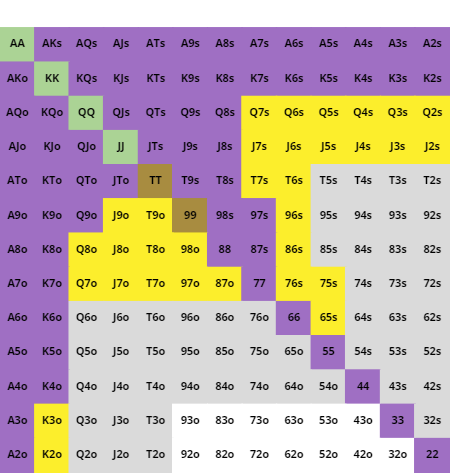 AA AKs AQs AJs ATs A9s A8s A7s A6s A5s A4s A3s A2s
AKo KK KQs KJs KTs K9s K8s K7s K6s K5s K4s K3s K2s
AQo KQo QQ QJs QTs Q9s Q8s Q7s Q6s Q5s Q4s Q3s Q2s
AJo KJo QJo JJ JTs J9s J8s J7s J6s J5s J4s J3s J2s
ATo KTo QTo JTo TT T9s T8s T7s T6s T5s T4s T3s T2s
A9o K9o Q9o J9o T9o 99 98s 97s 96s 95s 94s 93s 92s
A8o K8o Q8o J8o T8o 98o 88 87s 86s 85s 84s 83s 82s
A7o K7o Q7o J7o T7o 97o 87o 77 76s 75s 74s 73s 72s
A6o K6o Q6o J6o T6o 96o 86o 76o 66 65s 64s 63s 62s
A5o K5o Q5o J5o T5o 95o 85o 75o 65o 55 54s 53s 52s
A4o K4o Q4o J4o T4o 94o 84o 74o 64o 54o 44 43s 42s
A3o K3o Q3o J3o T3o 93o 83o 73o 63o 53o 43o 33 32s
A2o K2o Q2o J2o T2o 92o 82o 72o 62o 52o 42o 32o 22